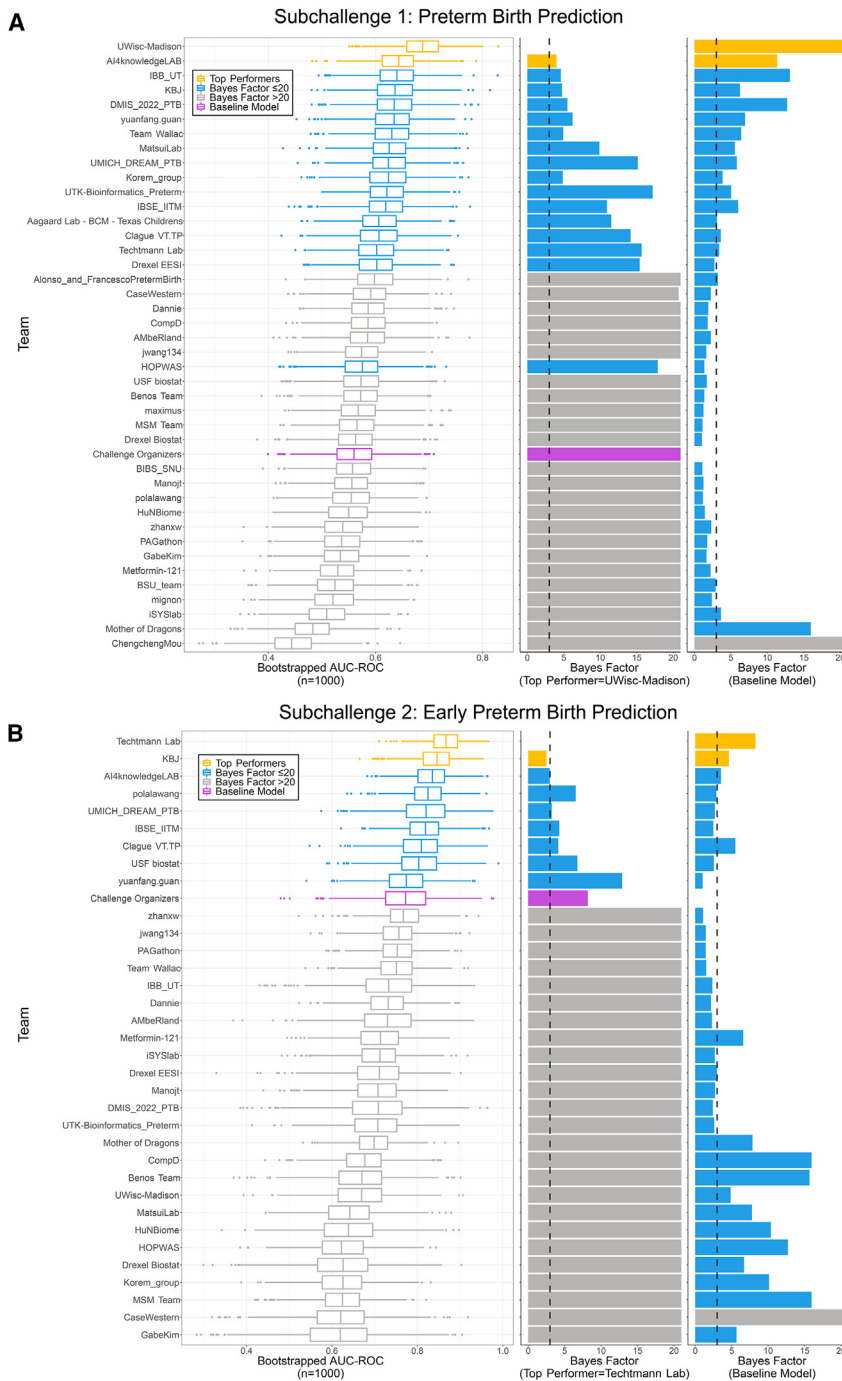 A
Subchallenge 1: Preterm Birth Prediction
UWisc-Madison
AI4knowledgeLAB
IBB_UT
KBJ
DMIS_2022_PTB
yuanfang.guan
Team Wallac
MatsuiLab
UMICH_DREAM_PTB
Korem_group
UTK-Bioinformatics_Preterm
IBSE_IITM
Aagaard Lab - BCM - Texas Childrens
Clague VT.TP
Techtmann Lab
Drexel EESI
Alonso_and_FrancescoPretermBirth
CaseWestern
Dannie
CompD
AMbeRland
jwang134
HOPWAS
USF biostat
Benos Team
maximus
MSM Team
Drexel Biostat
Challenge Organizers
BIBS_SNU
Manojt
polalawang
HuNBiome
zhanxw
PAGathon
GabeKim
Metformin-121
BSU_team
mignon
iSYSlab
Mother of Dragons
ChengchengMou
Team
Top Performers
Bayes Factor ≤20
Bayes Factor >20
Baseline Model
0.4 0.6 0.8
Bootstrapped AUC-ROC
(n=1000)
0 5 10 15 20
Bayes Factor
(Top Performer=UWisc-Madison)
0 5 10 15 20
Bayes Factor
(Baseline Model)
B
Subchallenge 2: Early Preterm Birth Prediction
Techtmann Lab
KBJ
AI4knowledgeLAB
polalawang
UMICH_DREAM_PTB
IBSE_IITM
Clague VT.TP
USF biostat
yuanfang.guan
Challenge Organizers
zhanxw
jwang134
PAGathon
Team Wallac
IBB_UT
Dannie
AMbeRland
Metformin-121
iSYSlab
Drexel EESI
Manojt
DMIS_2022_PTB
UTK-Bioinformatics_Preterm
Mother of Dragons
CompD
Benos Team
UWisc-Madison
MatsuiLab
HuNBiome
HOPWAS
Drexel Biostat
Korem_group
MSM Team
CaseWestern
GabeKim
Team
Top Performers
Bayes Factor ≤20
Bayes Factor >20
Baseline Model
0.4 0.6 0.8 1.0
Bootstrapped AUC-ROC
(n=1000)
0 5 10 15 20
Bayes Factor
(Top Performer=Techtmann Lab)
0 5 10 15 20
Bayes Factor
(Baseline Model)